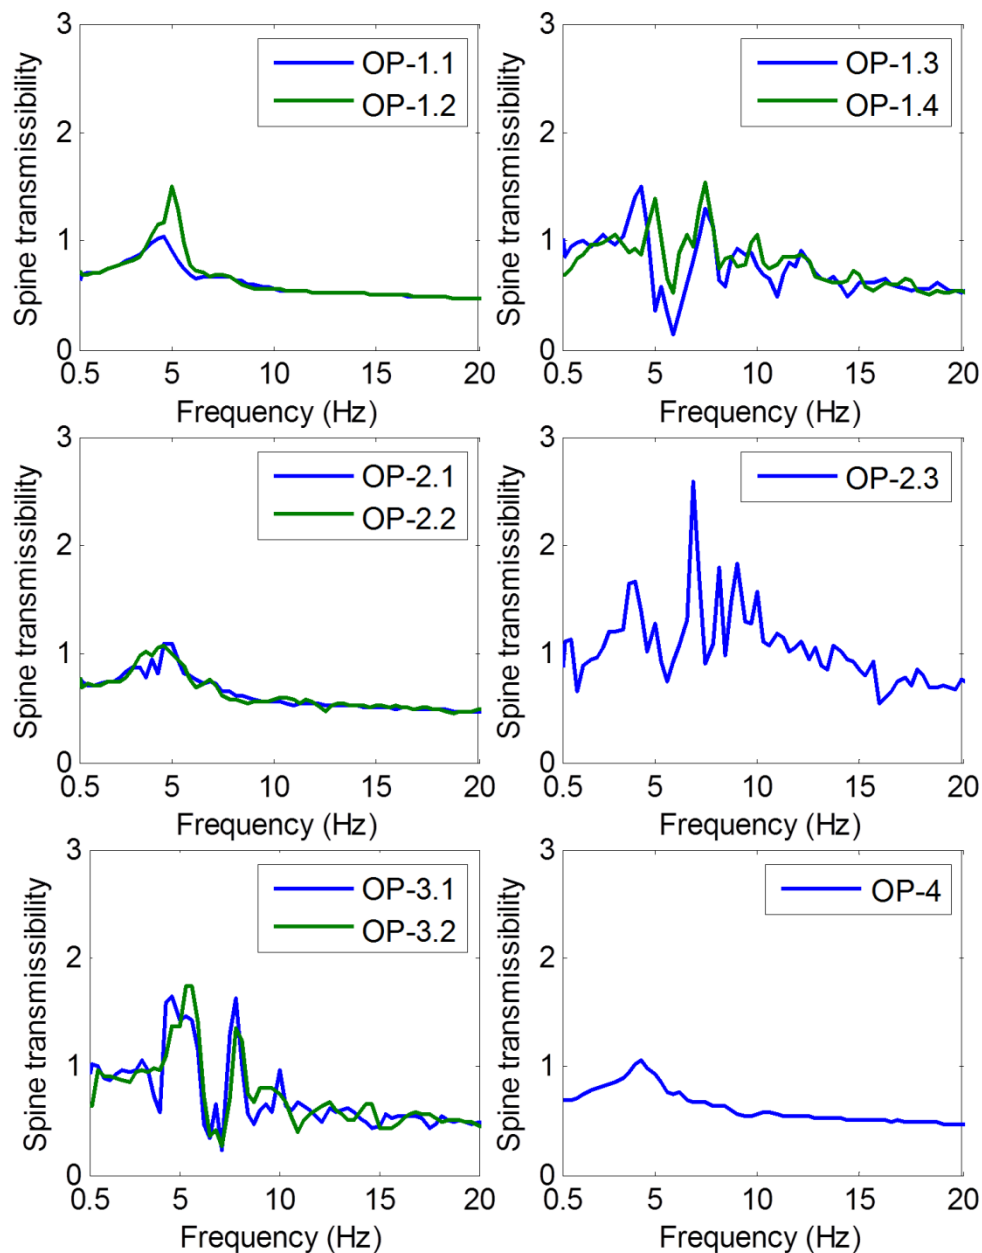 3
2
1
0
Spine transmissibility
OP-1.1
OP-1.2
0.5 5 10 15 20
Frequency (Hz)
3
2
1
0
Spine transmissibility
OP-1.3
OP-1.4
0.5 5 10 15 20
Frequency (Hz)
3
2
1
0
Spine transmissibility
OP-2.1
OP-2.2
0.5 5 10 15 20
Frequency (Hz)
3
2
1
0
Spine transmissibility
OP-2.3
0.5 5 10 15 20
Frequency (Hz)
3
2
1
0
Spine transmissibility
OP-3.1
OP-3.2
0.5 5 10 15 20
Frequency (Hz)
3
2
1
0
Spine transmissibility
OP-4
0.5 5 10 15 20
Frequency (Hz)